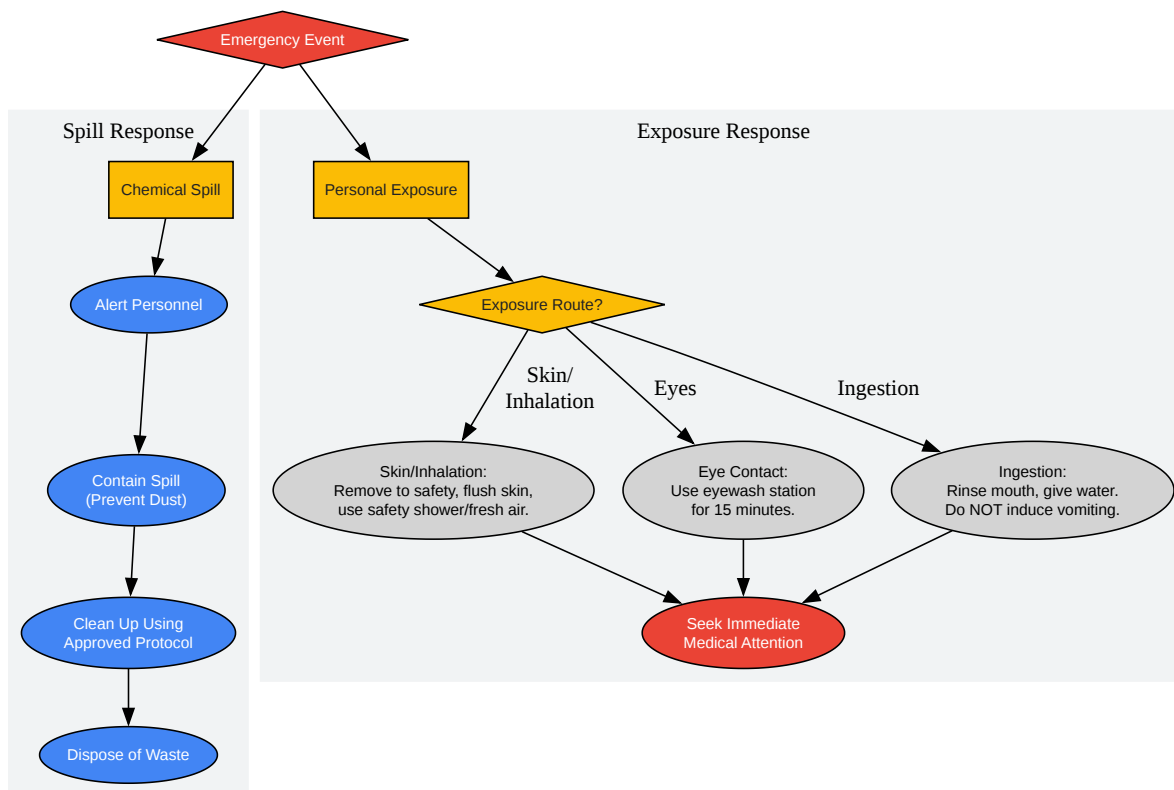 Emergency Event
Spill Response
Exposure Response
Chemical Spill
Personal Exposure
Alert Personnel
Exposure Route?
Skin/
Inhalation
Eyes
Ingestion
Contain Spill
(Prevent Dust)
Skin/Inhalation:
Remove to safety, flush skin,
use safety shower/fresh air.
Eye Contact:
Use eyewash station
for 15 minutes.
Ingestion:
Rinse mouth, give water.
Do NOT induce vomiting.
Clean Up Using
Approved Protocol
Seek Immediate
Medical Attention
Dispose of Waste